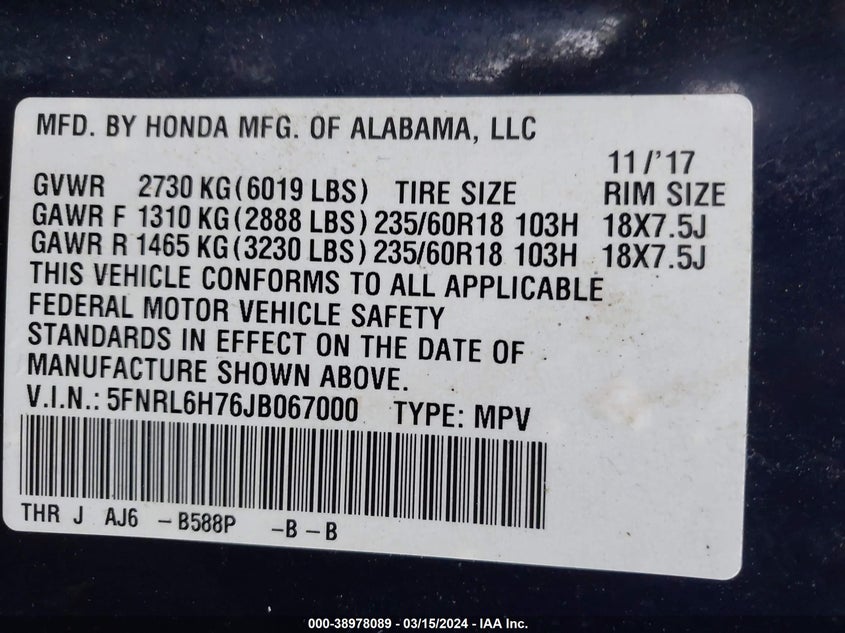 MFD. BY HONDA MFG. OF ALABAMA, LLC
11/'17
GVWR 2730 KG (6019 LBS) TIRE SIZE RIM SIZE
GAWR F 1310 KG (2888 LBS) 235/60R18 103H 18X7.5J
GAWR R 1465 KG (3230 LBS) 235/60R18 103H 18X7.5J
THIS VEHICLE CONFORMS TO ALL APPLICABLE
FEDERAL MOTOR VEHICLE SAFETY
STANDARDS IN EFFECT ON THE DATE OF
MANUFACTURE SHOWN ABOVE.
V.I.N.: 5FNRL6H76JB067000 TYPE: MPV
THR J AJ6 – B588P –B – B
000-38978089 - 03/15/2024 - IAA Inc.